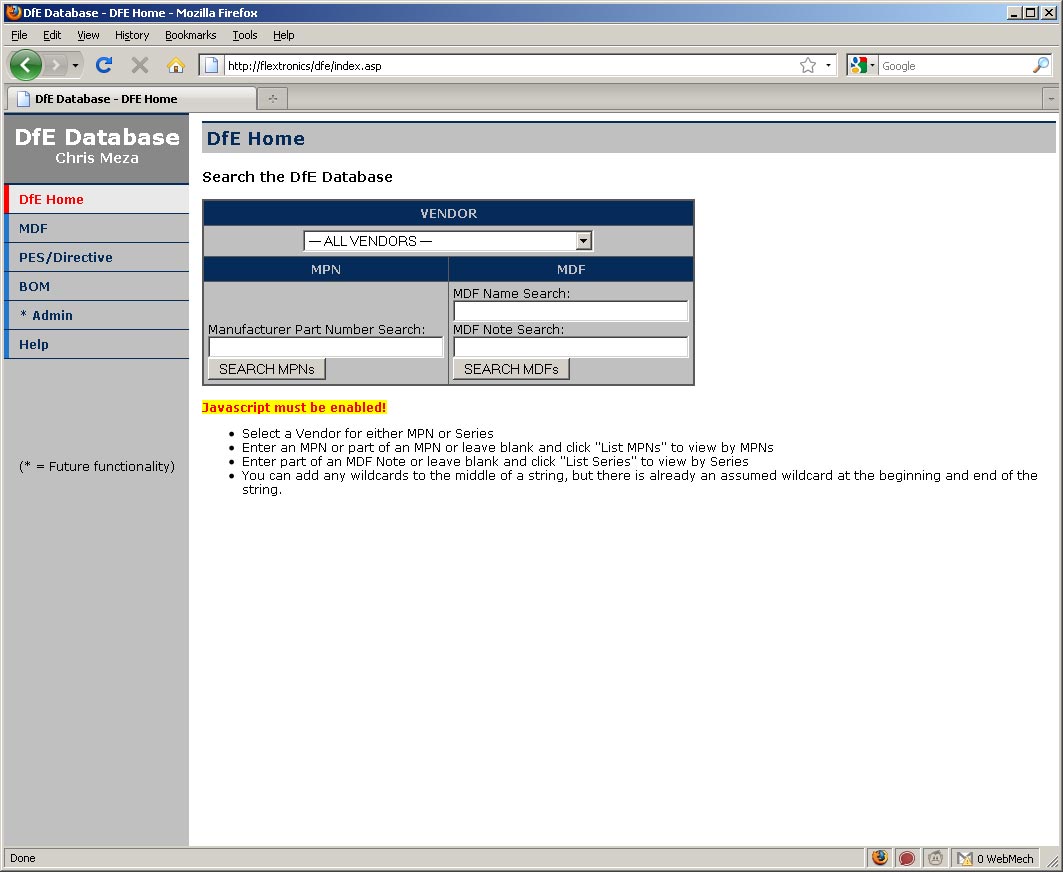 DfE Database - DFE Home - Mozilla Firefox
File Edit View History Bookmarks Tools Help
http://flextronics/dfe/index.asp
Google
DfE Database - DFE Home
DfE Database
Chris Meza
DfE Home
MDF
PES/Directive
BOM
* Admin
Help
(* = Future functionality)
DfE Home
Search the DfE Database
VENDOR
--- ALL VENDORS ---
MPN
MDF
Manufacturer Part Number Search:
SEARCH MPNs
MDF Name Search:
MDF Note Search:
SEARCH MDFs
Javascript must be enabled!
• Select a Vendor for either MPN or Series
• Enter an MPN or part of an MPN or leave blank and click "List MPNs" to view by MPNs
• Enter part of an MDF Note or leave blank and click "List Series" to view by Series
• You can add any wildcards to the middle of a string, but there is already an assumed wildcard at the beginning and end of the
string.
Done
0 WebMech